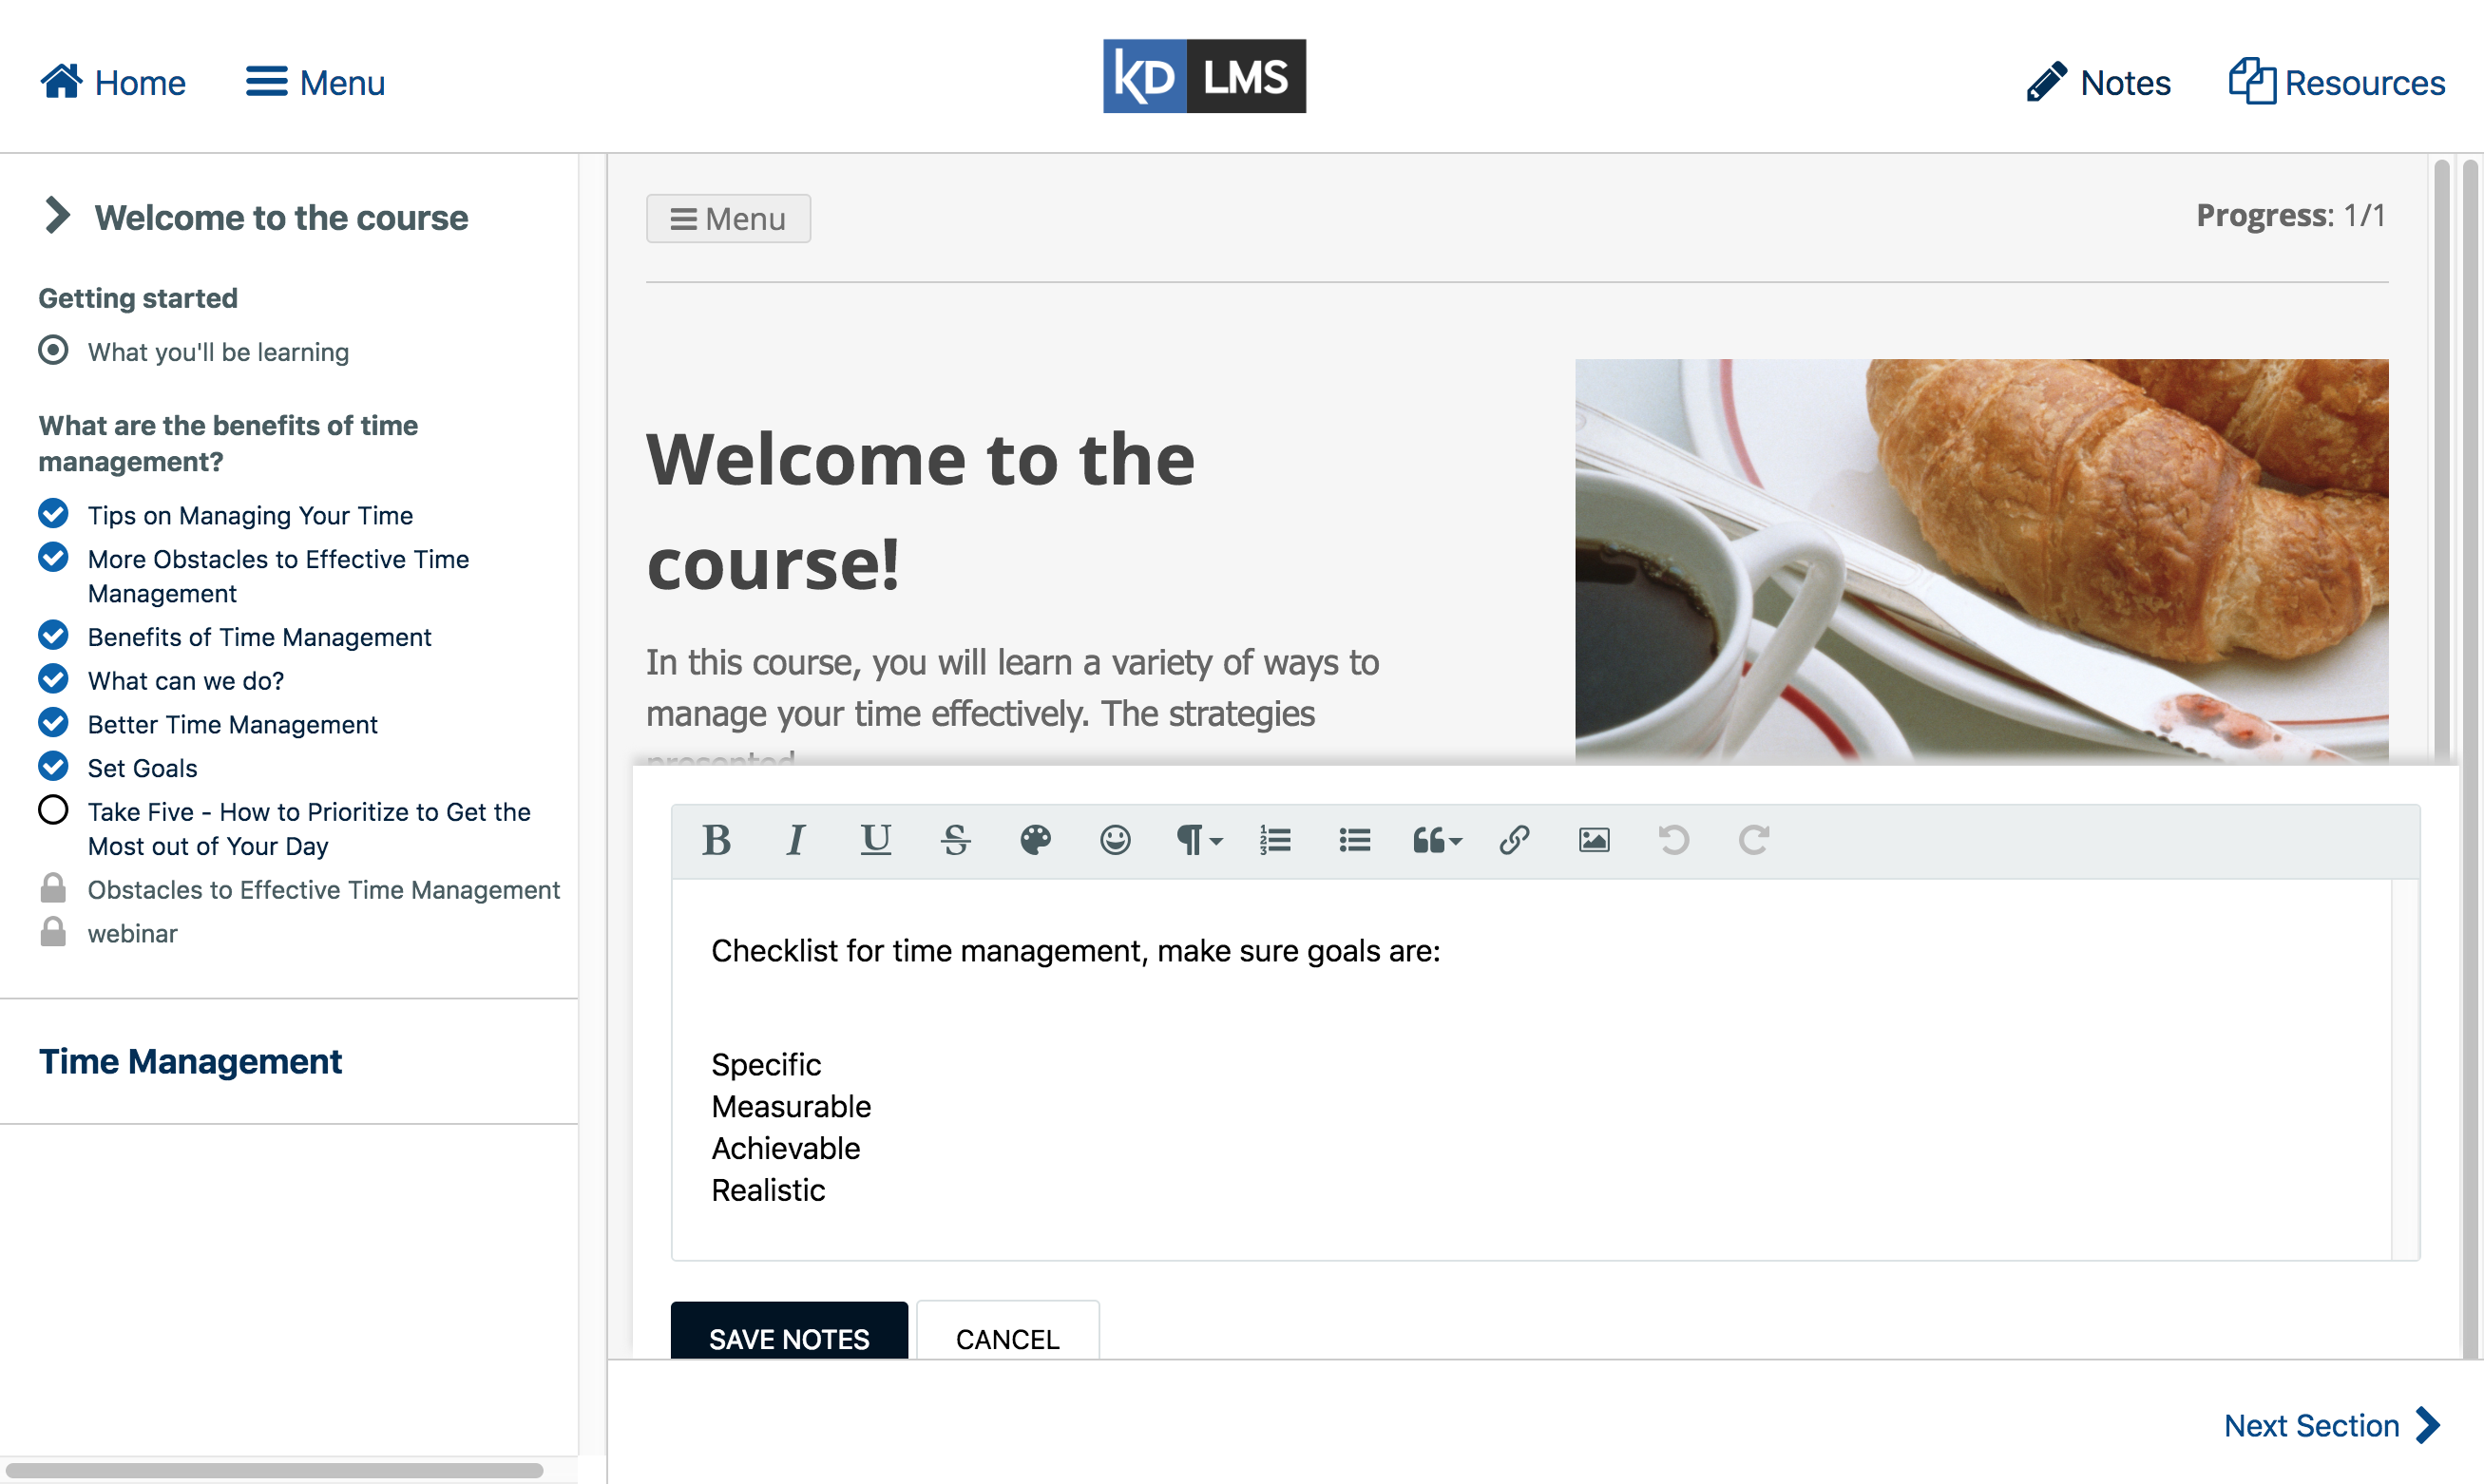 Home
Menu
KD LMS
Notes
Resources
Welcome to the course
Getting started
What you'll be learning
What are the benefits of time
management?
Tips on Managing Your Time
More Obstacles to Effective Time
Management
Benefits of Time Management
What can we do?
Better Time Management
Set Goals
Take Five - How to Prioritize to Get the
Most out of Your Day
Obstacles to Effective Time Management
webinar
Time Management
Menu
Progress: 1/1
Welcome to the
course!
In this course, you will learn a variety of ways to
manage your time effectively. The strategies
presented
B I U S
Checklist for time management, make sure goals are:
Specific
Measurable
Achievable
Realistic
SAVE NOTES
CANCEL
Next Section